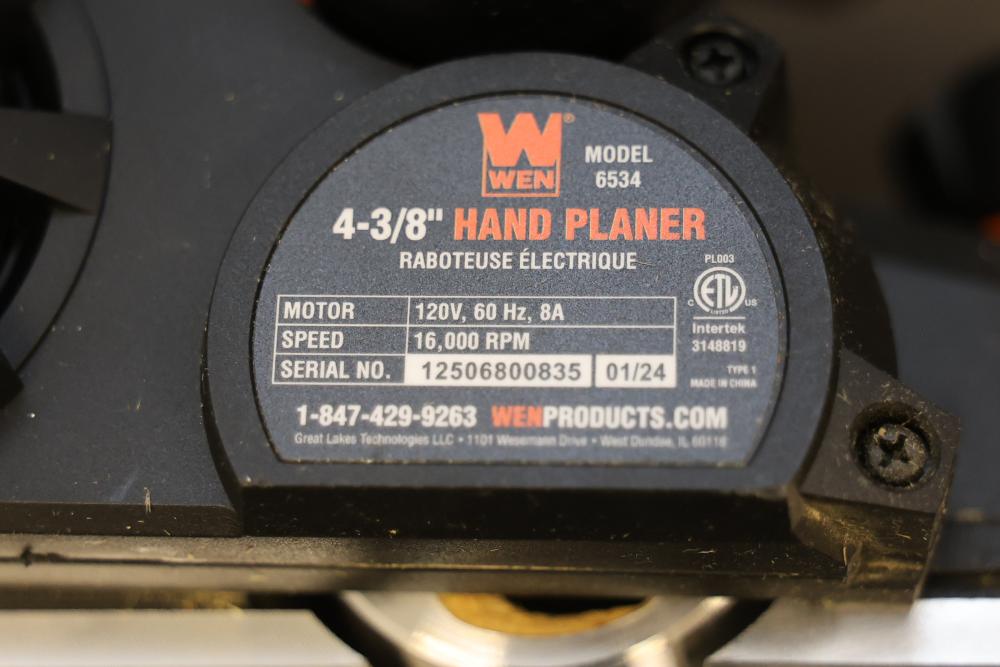 W®
WEN
MODEL
6534
4-3/8" HAND PLANER
RABOTEUSE ÉLECTRIQUE
PL003
C ETL US
LISTED
Intertek
3148819
MOTOR 120V, 60 Hz, 8A
SPEED 16,000 RPM
SERIAL NO. 12506800835 01/24
TYPE 1
MADE IN CHINA
1-847-429-9263 WENPRODUCTS.COM
Great Lakes Technologies LLC • 1101 Wesemann Drive • West Dundee, IL 60118